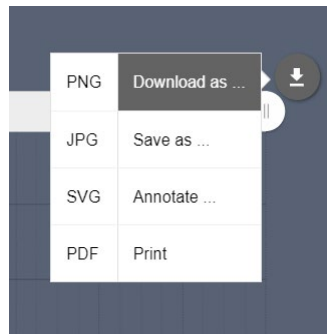 PNG Download as ...
JPG Save as ...
SVG Annotate ...
PDF Print